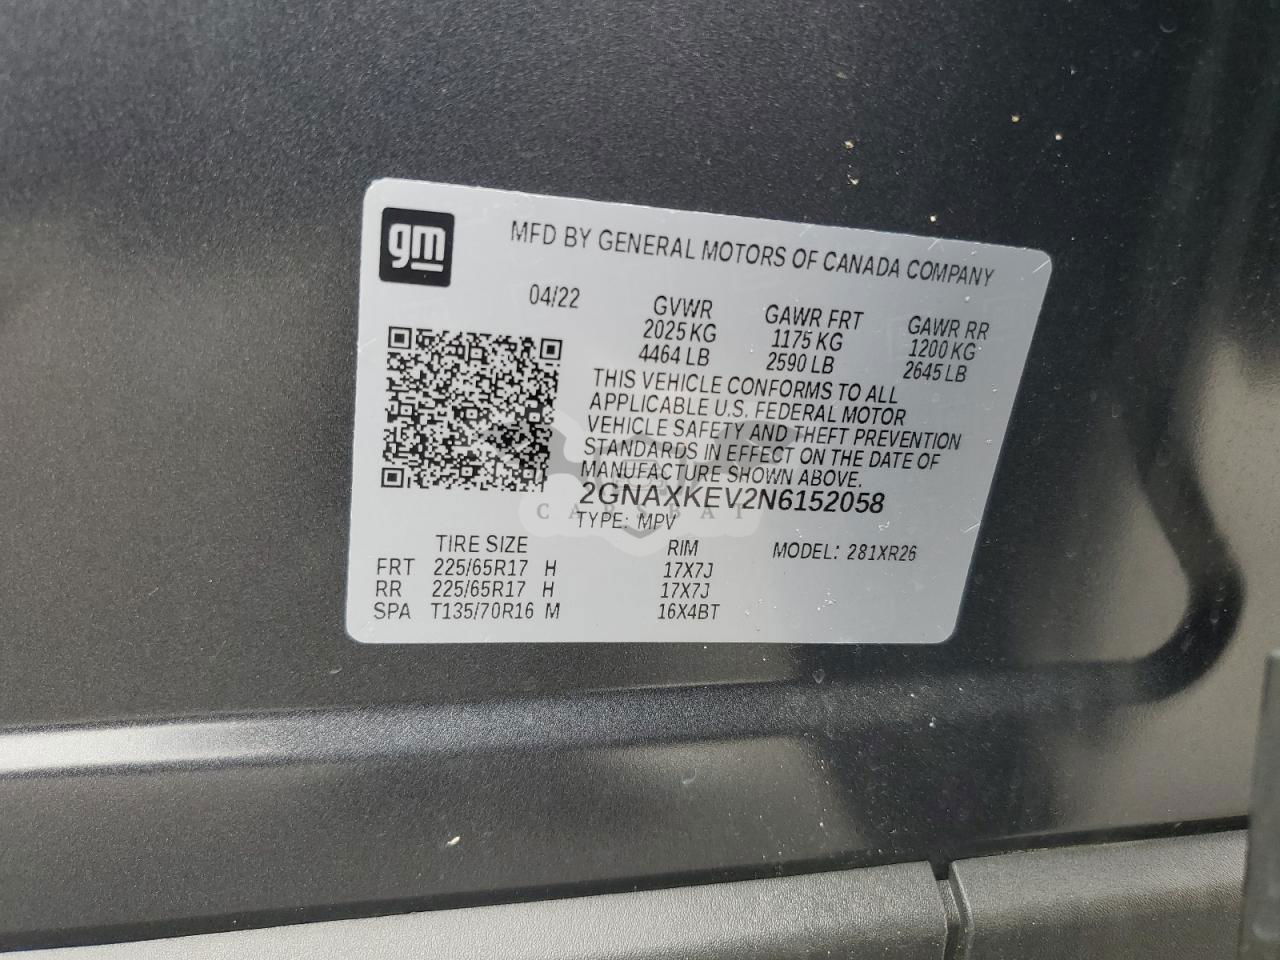 gm
MFD BY GENERAL MOTORS OF CANADA COMPANY
04/22
GVWR GAWR FRT GAWR RR
2025 KG 1175 KG 1200 KG
4464 LB 2590 LB 2645 LB
THIS VEHICLE CONFORMS TO ALL
APPLICABLE U.S. FEDERAL MOTOR
VEHICLE SAFETY AND THEFT PREVENTION
STANDARDS IN EFFECT ON THE DATE OF
MANUFACTURE SHOWN ABOVE.
2GNAXKEV2N6152058
CARSBAT
TYPE: MPV
TIRE SIZE RIM MODEL: 281XR26
FRT 225/65R17 H 17X7J
RR 225/65R17 H 17X7J
SPA T135/70R16 M 16X4BT